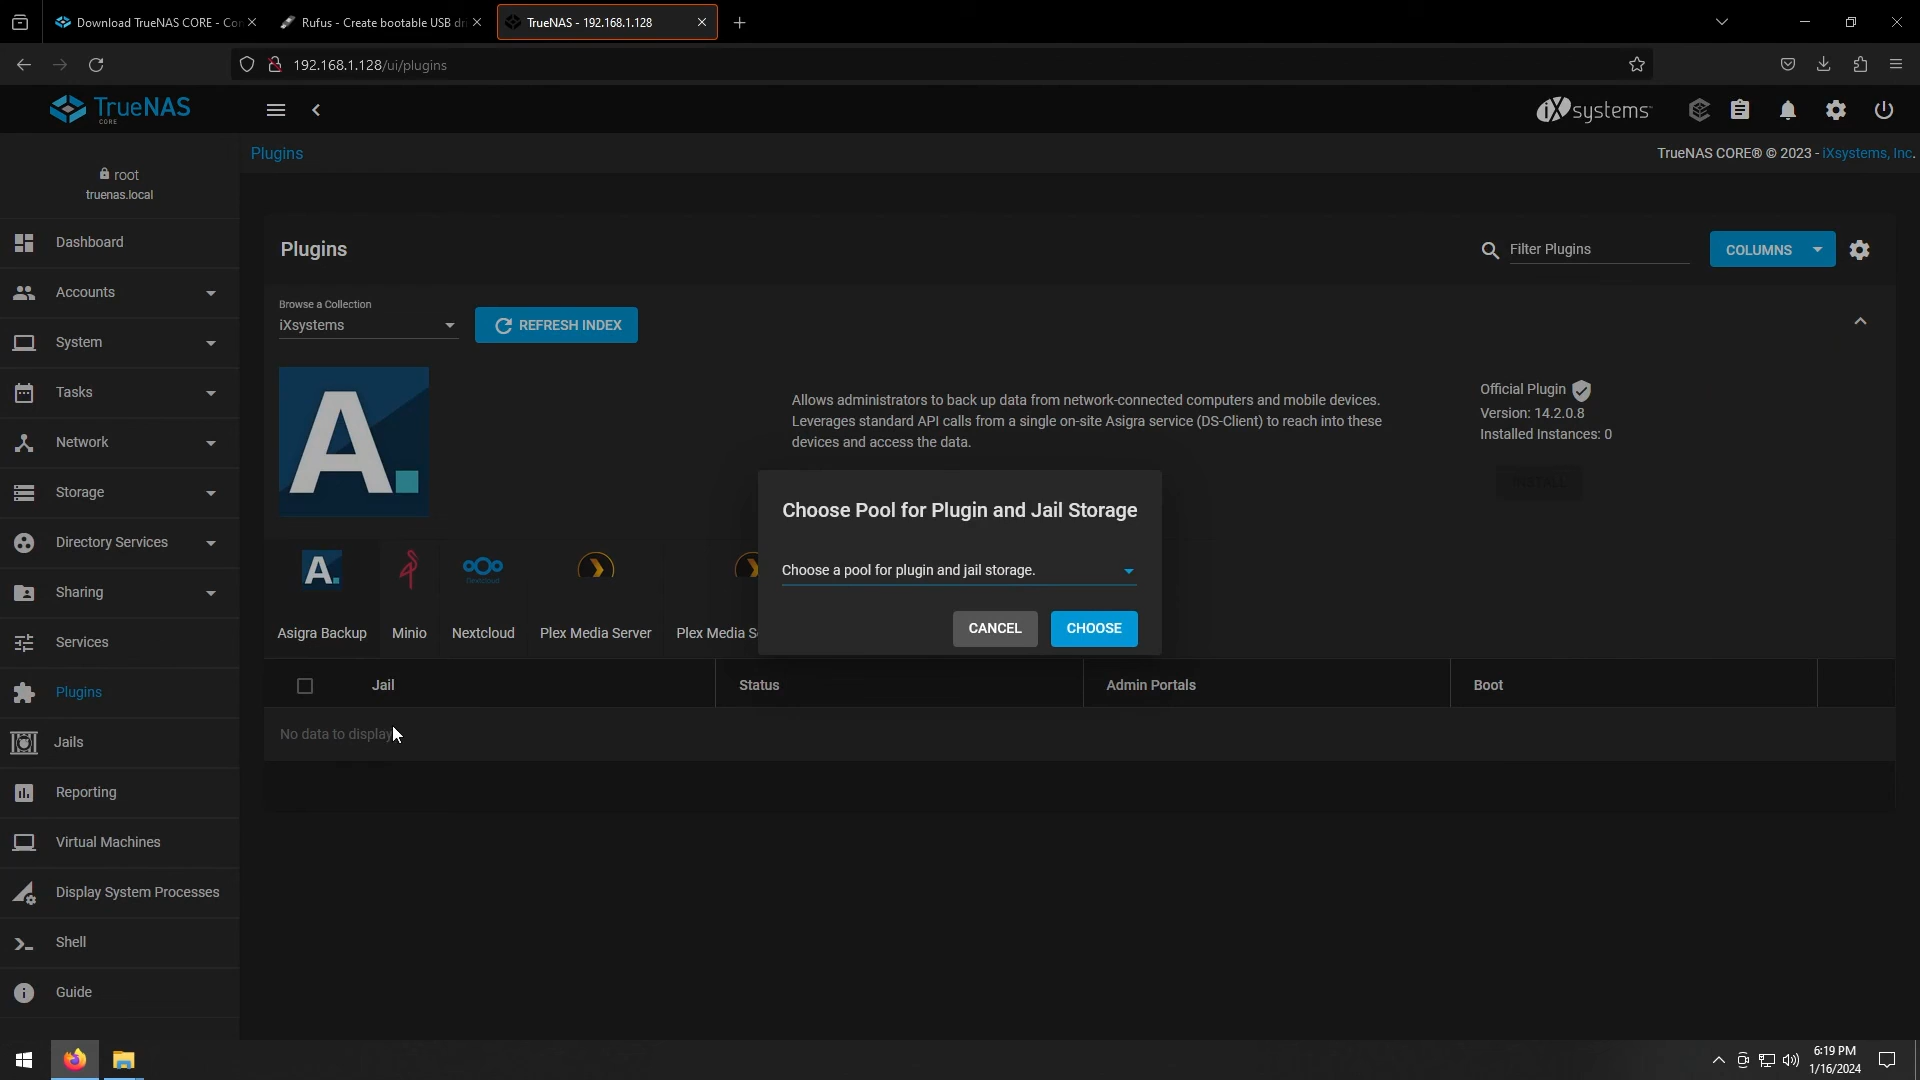 Download TrueNAS CORE - Co
Rufus - Create bootable USB dri
TrueNAS - 192.168.1.128
192.168.1.128/ui/plugins
TrueNAS
CORE
iXsystems
Plugins
TrueNAS CORE® © 2023 - iXsystems, Inc.
root
truenas.local
Dashboard
Accounts
System
Tasks
Network
Storage
Directory Services
Sharing
Services
Plugins
Jails
Reporting
Virtual Machines
Display System Processes
Shell
Guide
Plugins
Filter Plugins
COLUMNS
Browse a Collection
iXsystems
REFRESH INDEX
A.
Allows administrators to back up data from network-connected computers and mobile devices.
Leverages standard API calls from a single on-site Asigra service (DS-Client) to reach into these
devices and access the data.
Official Plugin
Version: 14.2.0.8
Installed Instances: 0
INSTALL
Choose Pool for Plugin and Jail Storage
Choose a pool for plugin and jail storage.
CANCEL
CHOOSE
A.
Nextcloud
Asigra Backup
Minio
Nextcloud
Plex Media Server
Plex Media S
Jail
Status
Admin Portals
Boot
No data to display
6:19 PM
1/16/2024